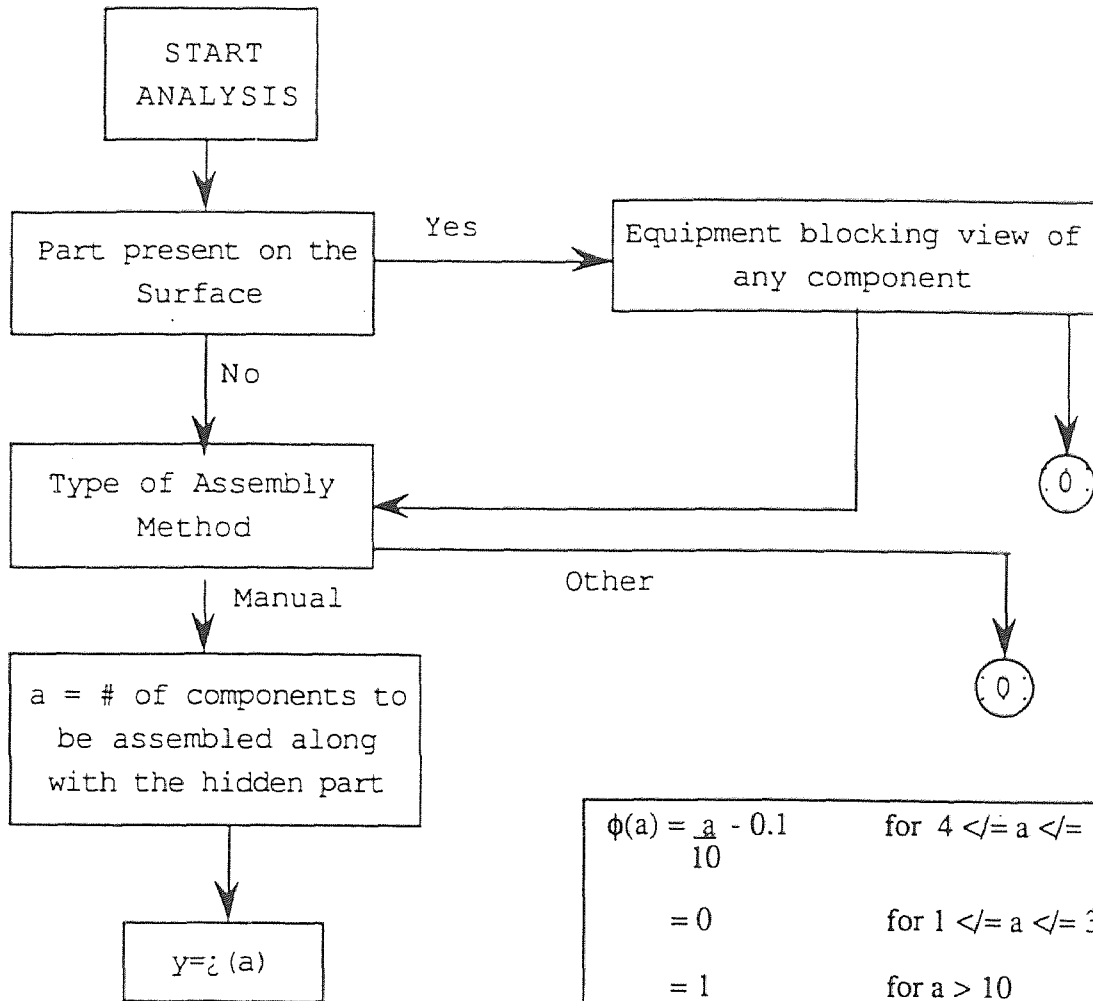 START
ANALYSIS
Part present on the
Surface
Yes
Equipment blocking view of
any component
No
0
Type of Assembly
Method
Other
Manual
0
a = # of components to
be assembled along
with the hidden part
y=¿(a)
ϕ(a) = a/10 - 0.1 for 4 </= a </=
= 0 for 1 </= a </= 3
= 1 for a > 10